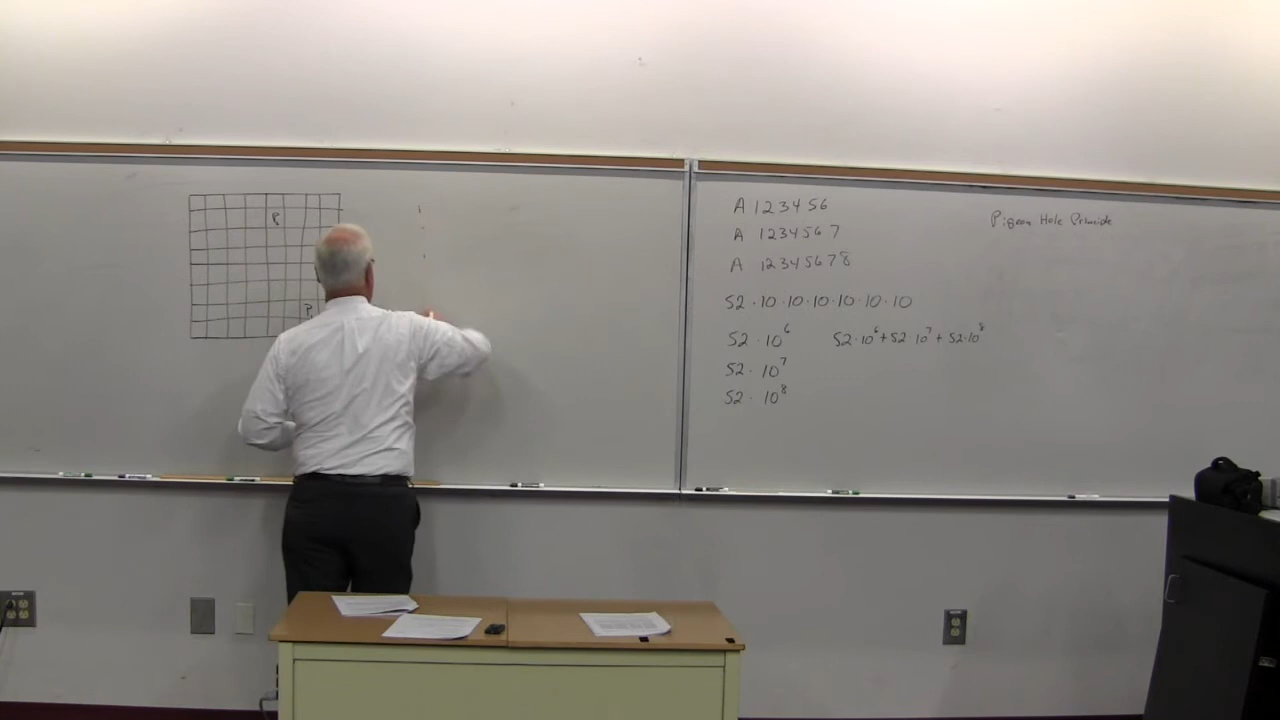 P
P
A 123456
A 1234567
A 12345678
52 · 10 · 10 · 10 · 10 · 10 · 10
52 · 10⁶
52·10⁶ + 52·10⁷ + 52·10⁸
52 · 10⁷
52 · 10⁸
Pigeon Hole